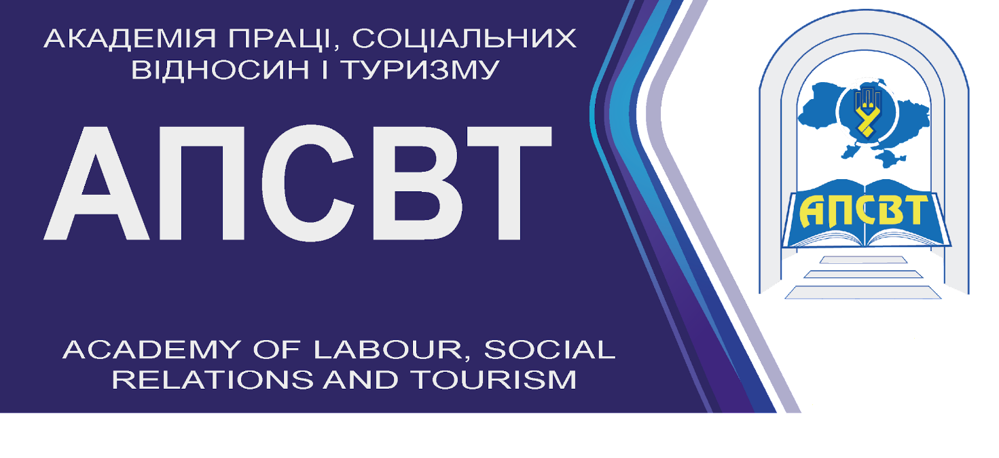 АКАДЕМІЯ ПРАЦІ, СОЦІАЛЬНИХ
ВІДНОСИН І ТУРИЗМУ
АПСВТ
ACADEMY OF LABOUR, SOCIAL
RELATIONS AND TOURISM
АПСВТ